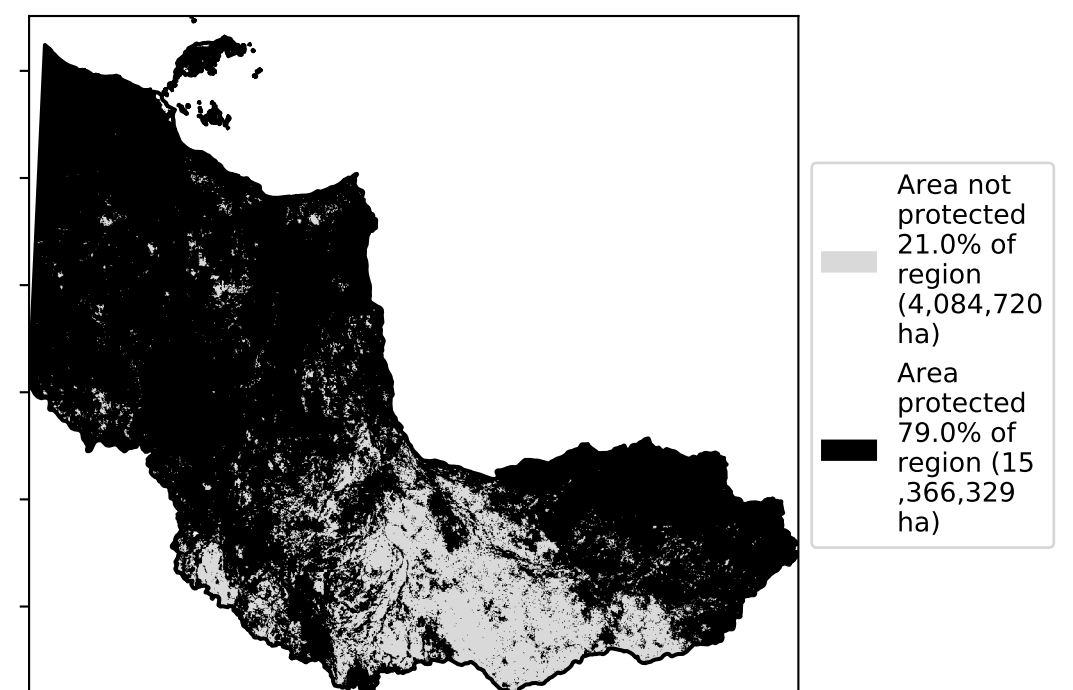 Area not
protected
21.0% of
region
(4,084,720
ha)
Area
protected
79.0% of
region (15
,366,329
ha)